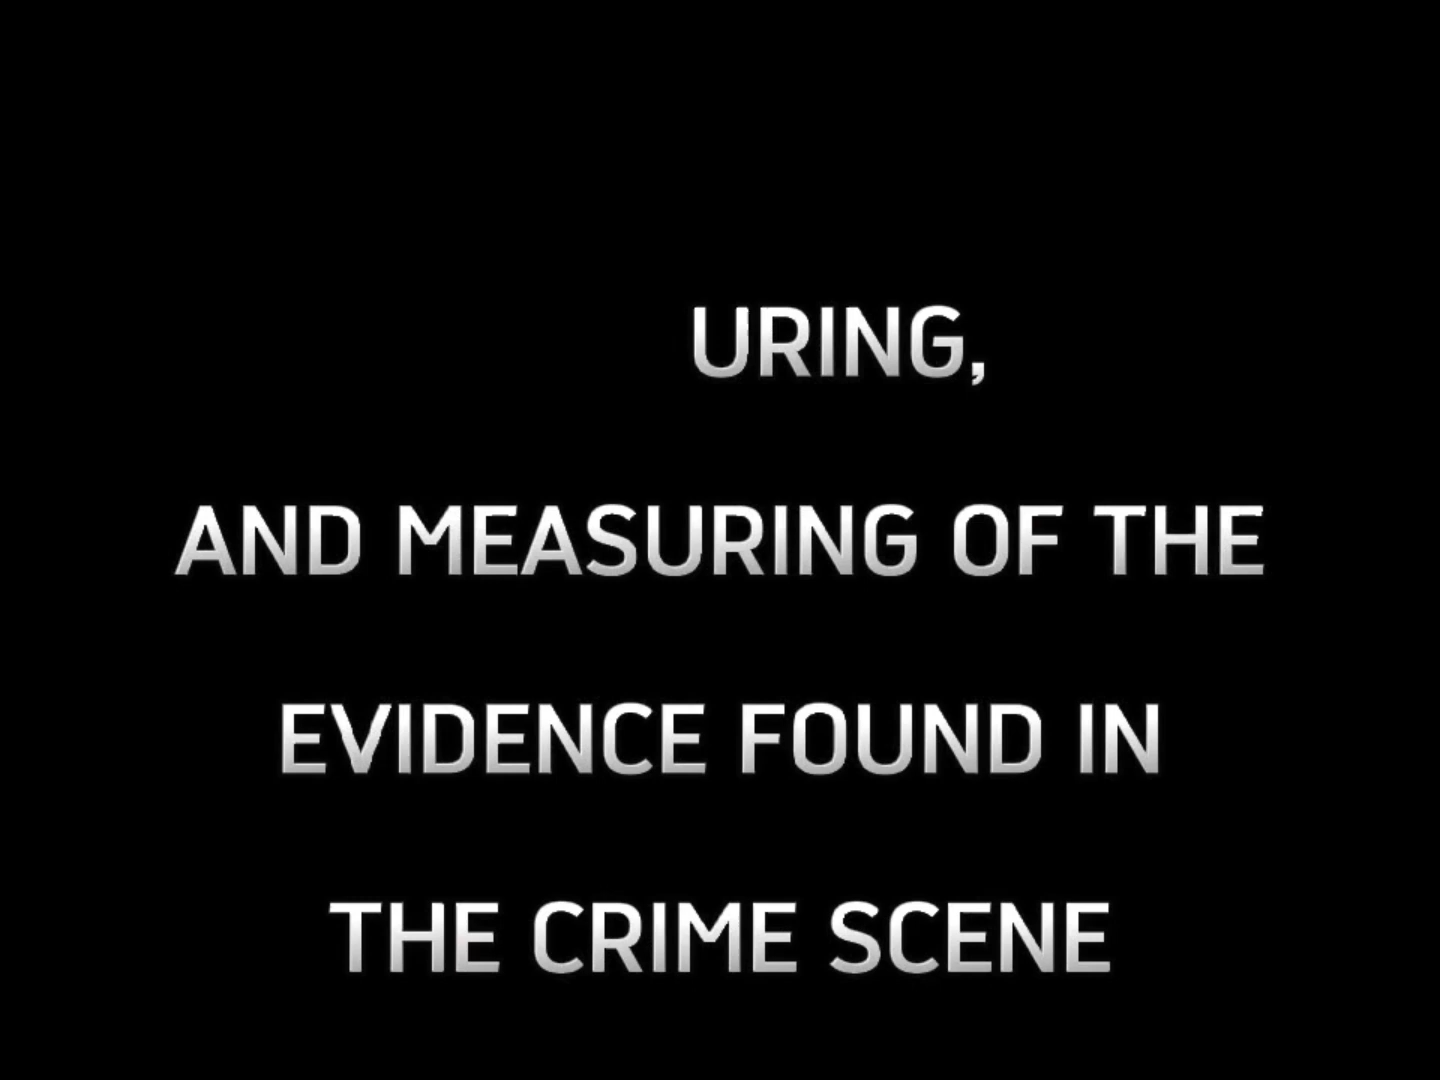 URING,
AND MEASURING OF THE
EVIDENCE FOUND IN
THE CRIME SCENE